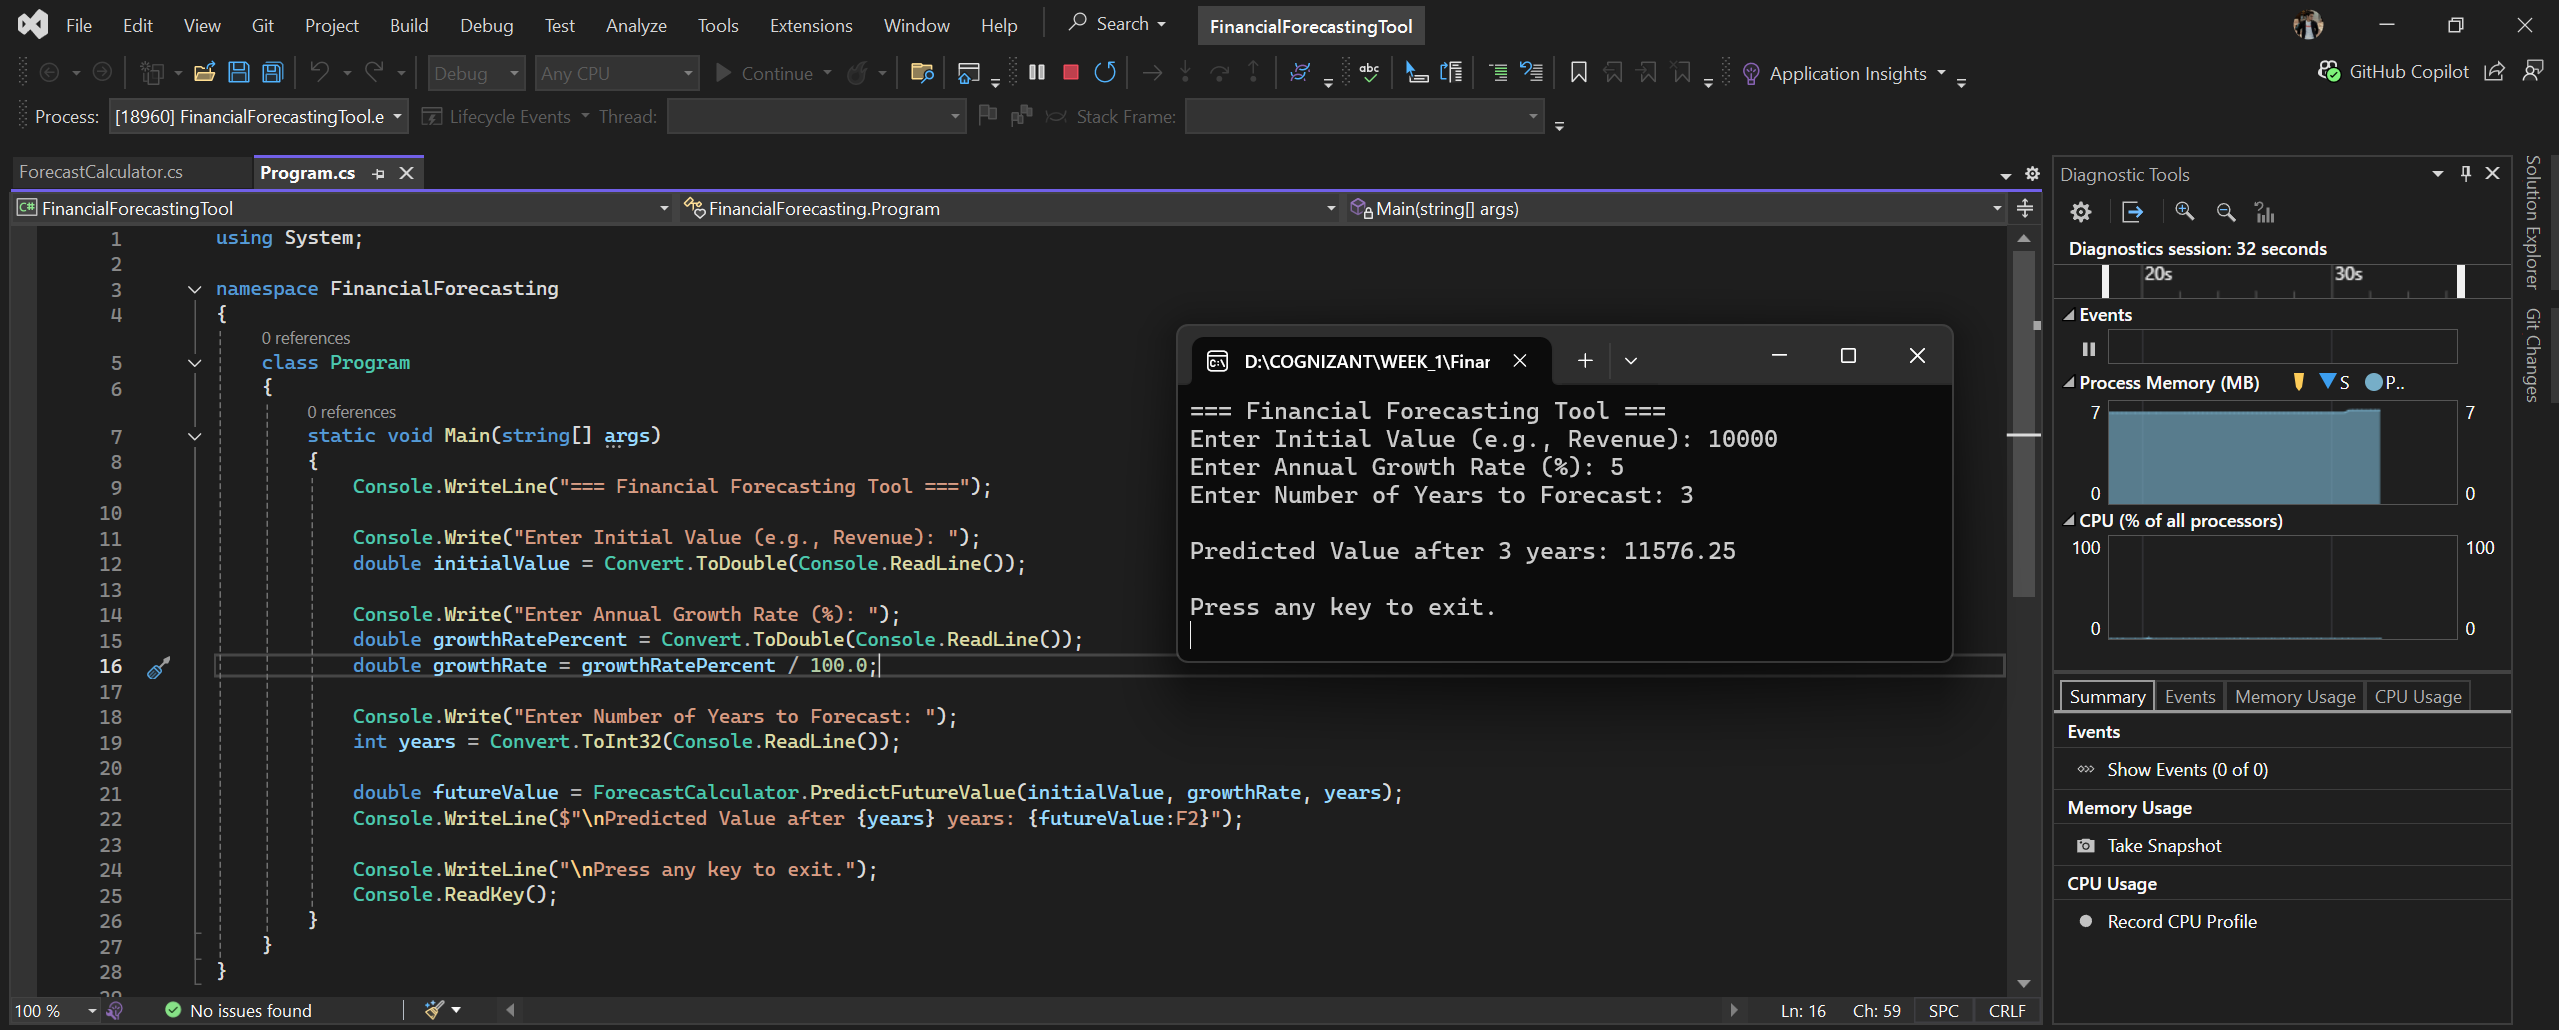 File Edit View Git Project Build Debug Test Analyze Tools Extensions Window Help Search FinancialForecastingTool
Debug Any CPU Continue Application Insights GitHub Copilot
Process: [18960] FinancialForecastingTool.e Lifecycle Events Thread: Stack Frame:
ForecastCalculator.cs Program.cs
FinancialForecastingTool FinancialForecasting.Program Main(string[] args)
1 using System;
2
3 namespace FinancialForecasting
4 {
0 references
5 class Program
6 {
0 references
7 static void Main(string[] args)
8 {
9 Console.WriteLine("=== Financial Forecasting Tool ===");
10
11 Console.Write("Enter Initial Value (e.g., Revenue): ");
12 double initialValue = Convert.ToDouble(Console.ReadLine());
13
14 Console.Write("Enter Annual Growth Rate (%): ");
15 double growthRatePercent = Convert.ToDouble(Console.ReadLine());
16 double growthRate = growthRatePercent / 100.0;
17
18 Console.Write("Enter Number of Years to Forecast: ");
19 int years = Convert.ToInt32(Console.ReadLine());
20
21 double futureValue = ForecastCalculator.PredictFutureValue(initialValue, growthRate, years);
22 Console.WriteLine($"\nPredicted Value after {years} years: {futureValue:F2}");
23
24 Console.WriteLine("\nPress any key to exit.");
25 Console.ReadKey();
26 }
27 }
28 }
100 % No issues found Ln: 16 Ch: 59 SPC CRLF
D:\COGNIZANT\WEEK_1\Finar
=== Financial Forecasting Tool ===
Enter Initial Value (e.g., Revenue): 10000
Enter Annual Growth Rate (%): 5
Enter Number of Years to Forecast: 3
Predicted Value after 3 years: 11576.25
Press any key to exit.
Diagnostic Tools
Diagnostics session: 32 seconds
20s 30s
Events
Process Memory (MB) S P..
7 7
0 0
CPU (% of all processors)
100 100
0 0
Summary Events Memory Usage CPU Usage
Events
Show Events (0 of 0)
Memory Usage
Take Snapshot
CPU Usage
Record CPU Profile
Solution Explorer
Git Changes